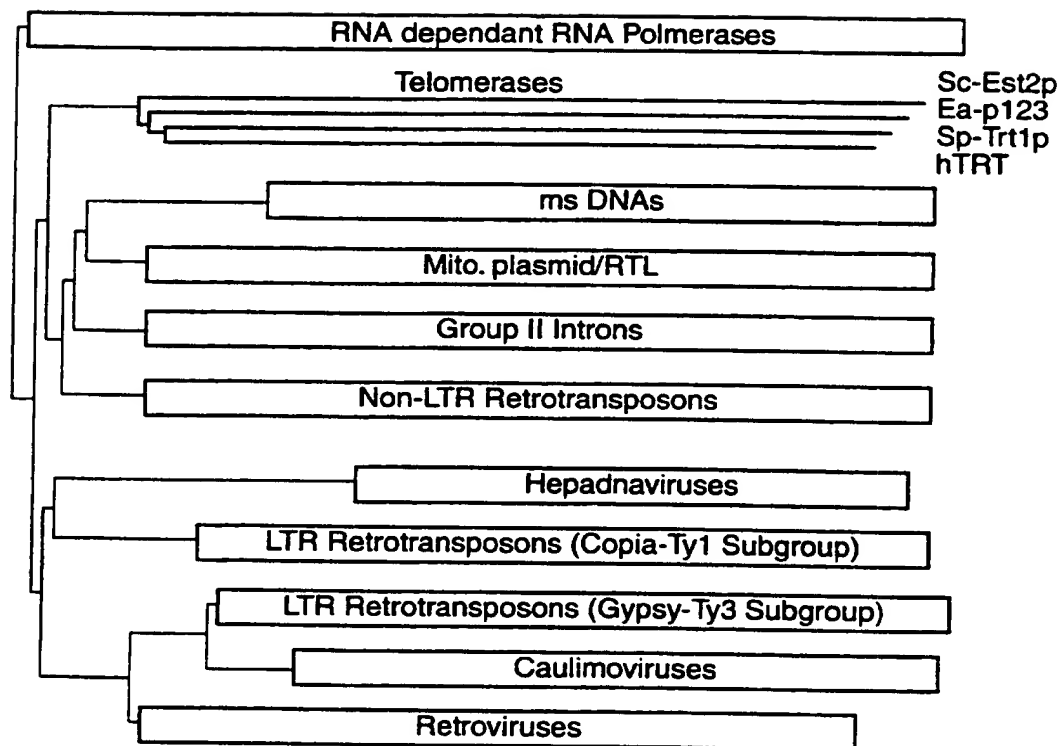 RNA dependant RNA Polmerases
Telomerases
Sc-Est2p
Ea-p123
Sp-Trt1p
hTRT
ms DNAs
Mito. plasmid/RTL
Group II Introns
Non-LTR Retrotransposons
Hepadnaviruses
LTR Retrotransposons (Copia-Ty1 Subgroup)
LTR Retrotransposons (Gypsy-Ty3 Subgroup)
Caulimoviruses
Retroviruses